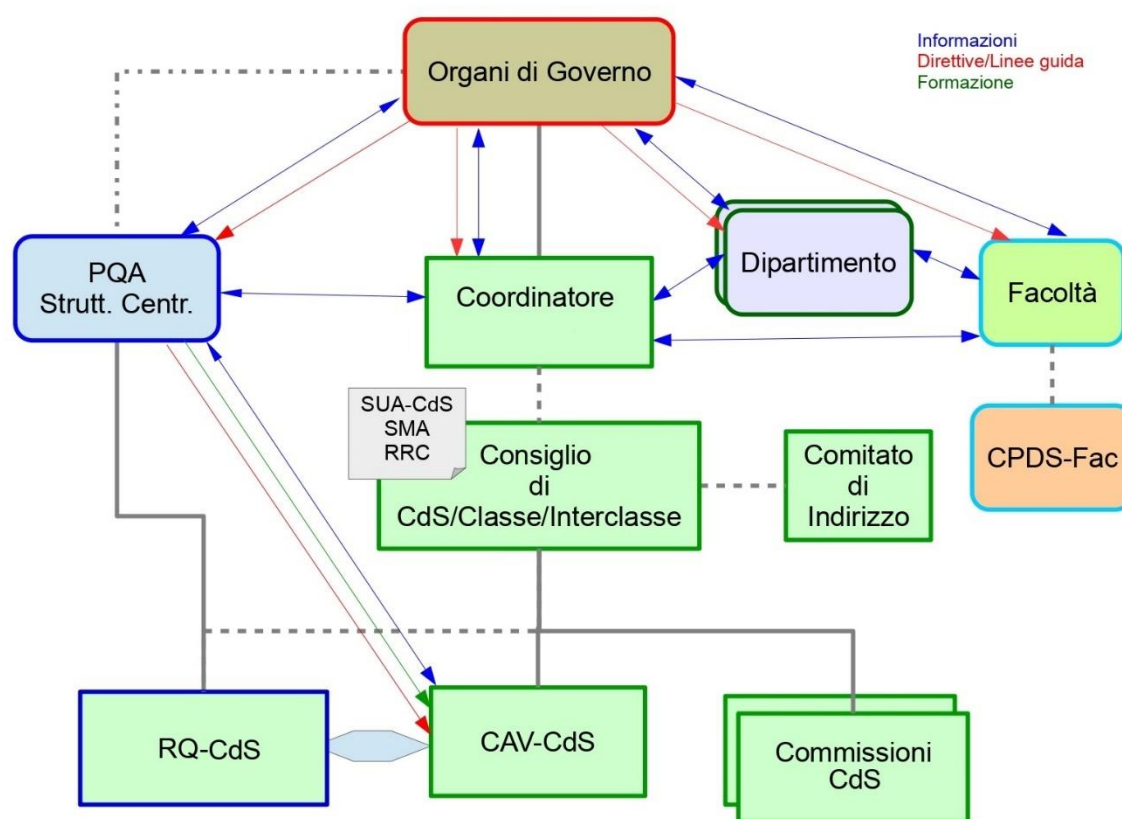 Organi di Governo
Informazioni
Direttive/Linee guida
Formazione
PQA
Strutt. Centr.
Coordinatore
Dipartimento
Facoltà
SUA-CdS
SMA
RRC
Consiglio
di
CdS/Classe/Interclasse
Comitato
di
Indirizzo
CPDS-Fac
RQ-CdS
CAV-CdS
Commissioni
CdS